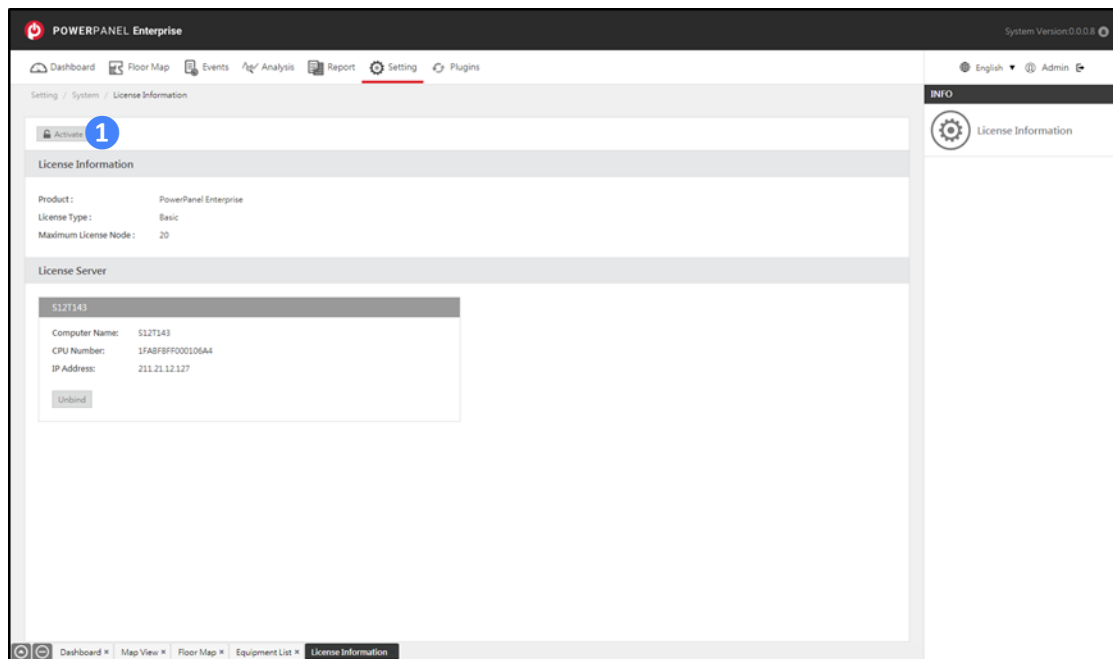 POWERPANEL Enterprise
System Version:0.0.0.8
Dashboard Floor Map Events Analysis Report Setting Plugins
English Admin
Setting / System / License Information
INFO
License Information
Activate 1
License Information
Product : PowerPanel Enterprise
License Type : Basic
Maximum License Node : 20
License Server
S12T143
Computer Name: S12T143
CPU Number: 1FABFBFF000106A4
IP Address: 211.21.12.127
Unbind
Dashboard × Map View × Floor Map × Equipment List × License Information